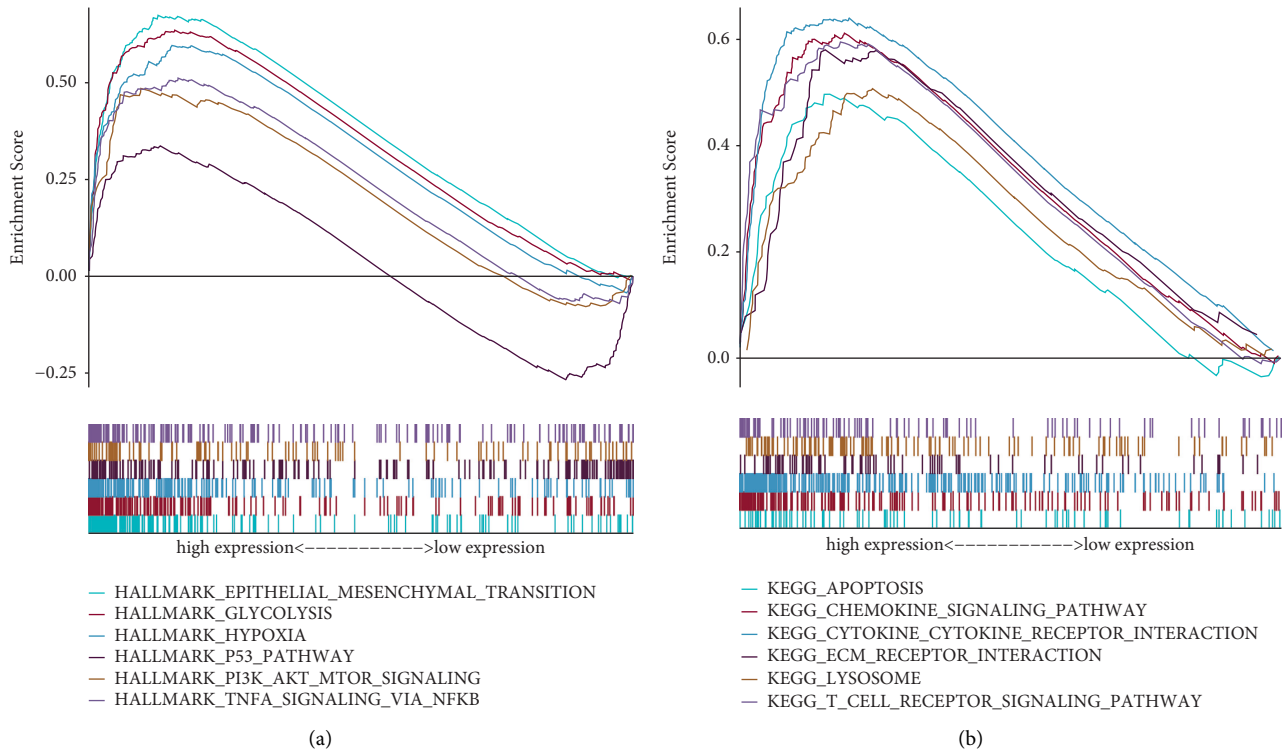 Enrichment Score
0.50
0.25
0.00
−0.25
high expression<−−−−−−−−−−−>low expression
HALLMARK_EPITHELIAL_MESENCHYMAL_TRANSITION
HALLMARK_GLYCOLYSIS
HALLMARK_HYPOXIA
HALLMARK_P53_PATHWAY
HALLMARK_PI3K_AKT_MTOR_SIGNALING
HALLMARK_TNFA_SIGNALING_VIA_NFKB
(a)
Enrichment Score
0.6
0.4
0.2
0.0
high expression<−−−−−−−−−−−>low expression
KEGG_APOPTOSIS
KEGG_CHEMOKINE_SIGNALING_PATHWAY
KEGG_CYTOKINE_CYTOKINE_RECEPTOR_INTERACTION
KEGG_ECM_RECEPTOR_INTERACTION
KEGG_LYSOSOME
KEGG_T_CELL_RECEPTOR_SIGNALING_PATHWAY
(b)